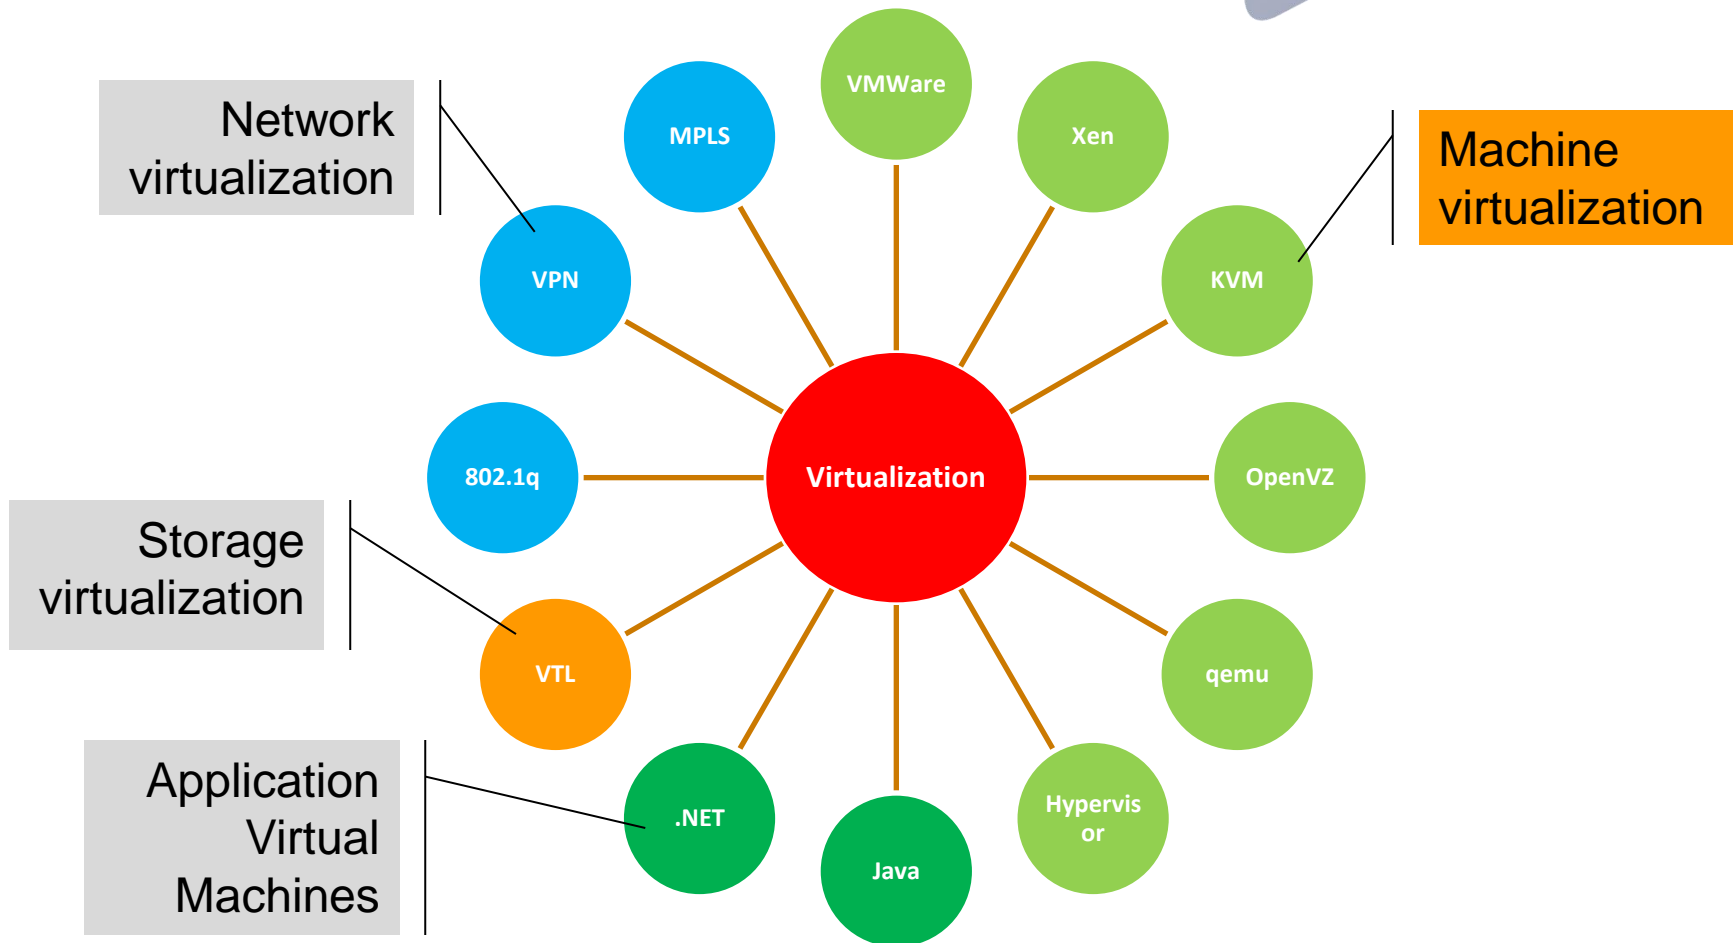 VMWare
MPLS
Xen
Network
virtualization
Machine
virtualization
VPN
KVM
802.1q
Virtualization
OpenVZ
Storage
virtualization
VTL
qemu
Application
Virtual
Machines
.NET
Hypervis
or
Java